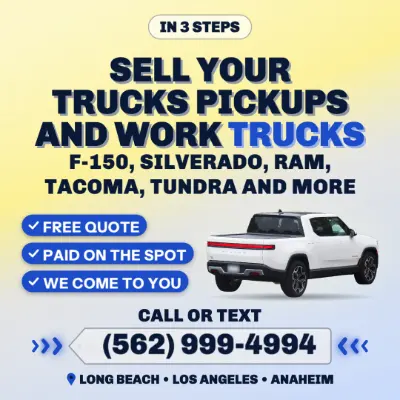 IN 3 STEPS
SELL YOUR
TRUCKS PICKUPS
AND WORK TRUCKS
F-150, SILVERADO, RAM,
TACOMA, TUNDRA AND MORE
FREE QUOTE
PAID ON THE SPOT
WE COME TO YOU
CALL OR TEXT
(562) 999-4994
LONG BEACH • LOS ANGELES • ANAHEIM